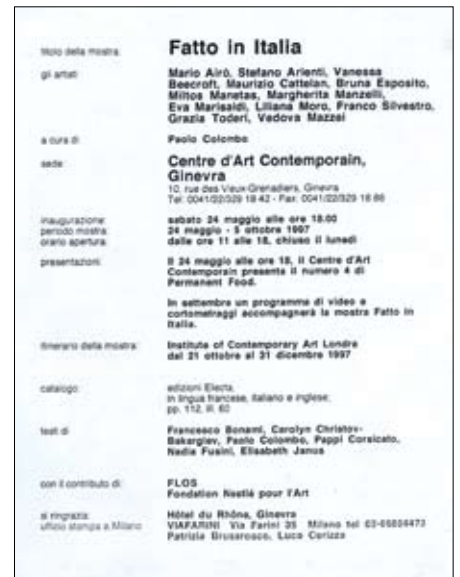 titolo della mostra: Fatto in Italia
gli artisti Mario Airò, Stefano Arienti, Vanessa
Beecroft, Maurizio Cattelan, Bruna Esposito,
Miltos Manetas, Margherita Manzelli,
Eva Marisaldi, Liliana Moro, Franco Silvestro,
Grazia Toderi, Vedova Mazzei
a cura di Paolo Colombo
sede: Centre d'Art Contemporain,
Ginevra
10, rue des Vieux-Grenadiers, Ginevra
Tel: 0041/22/329 18 42 - Fax: 0041/22/329 18 86
inaugurazione: sabato 24 maggio alle ore 18.00
periodo mostra: 24 maggio - 5 ottobre 1997
orario apertura: dalle ore 11 alle 18, chiuso il lunedì
presentazioni: Il 24 maggio alle ore 18, il Centre d'Art
Contemporain presenta il numero 4 di
Permanent Food.
In settembre un programma di video e
cortometraggi accompagnerà la mostra Fatto in
Italia.
itinerario della mostra: Institute of Contemporary Art Londra
dal 21 ottobre al 31 dicembre 1997
catalogo: edizioni Electa,
in lingua francese, italiano e inglese;
pp. 112, ill. 60
testi di Francesco Bonami, Carolyn Christov-
Bakargiev, Paolo Colombo, Pappi Corsicato,
Nadia Fusini, Elisabeth Janus
con il contributo di: FLOS
Fondation Nestlé pour l'Art
si ringrazia: Hôtel du Rhône, Ginevra
ufficio stampa a Milano VIAFARINI Via Farini 35 Milano tel 02-66804473
Patrizia Brusarosco, Luca Cerizza